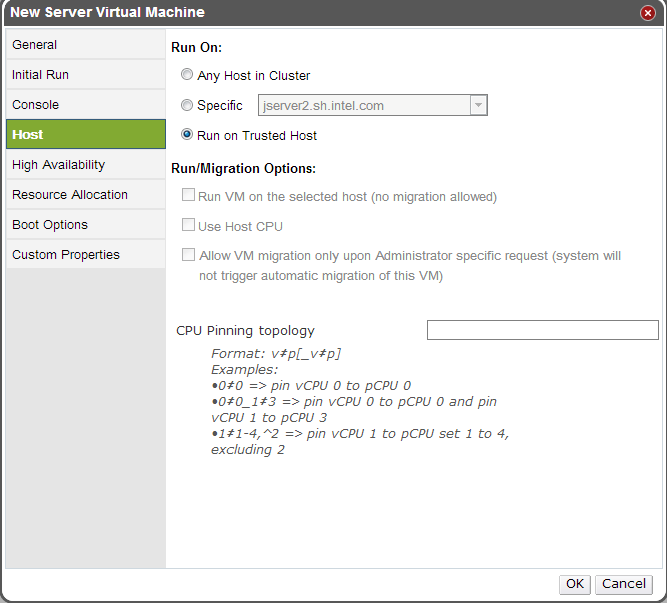 New Server Virtual Machine
General
Initial Run
Console
Host
High Availability
Resource Allocation
Boot Options
Custom Properties
Run On:
Any Host in Cluster
Specific
jserver2.sh.intel.com
Run on Trusted Host
Run/Migration Options:
Run VM on the selected host (no migration allowed)
Use Host CPU
Allow VM migration only upon Administrator specific request (system will
not trigger automatic migration of this VM)
CPU Pinning topology
Format: v#p[_v#p]
Examples:
•0#0 => pin vCPU 0 to pCPU 0
•0#0_1#3 => pin vCPU 0 to pCPU 0 and pin
vCPU 1 to pCPU 3
•1#1-4,^2 => pin vCPU 1 to pCPU set 1 to 4,
excluding 2
OK
Cancel